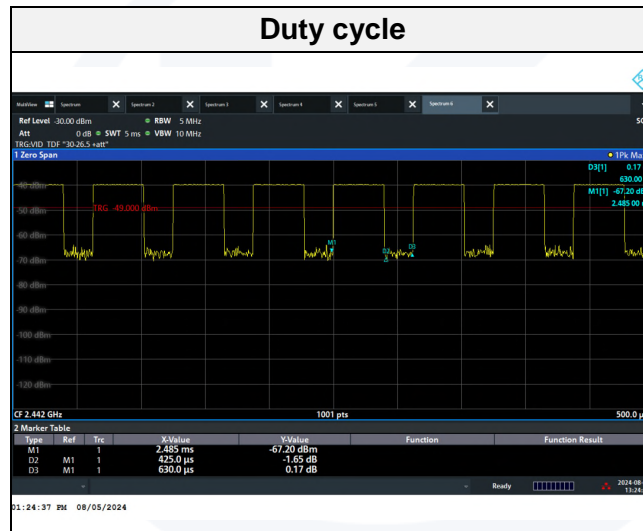 Duty cycle
MultiView Spectrum Spectrum 2 Spectrum 3 Spectrum 4 Spectrum 5 Spectrum 6
Ref Level -30.00 dBm RBW 5 MHz
Att 0 dB SWT 5 ms VBW 10 MHz
TRG:VID TDF "30-26.5 +att"
1 Zero Span 1Pk Ma
D3[1] 0.17
630.00
-40 dBm M1[1] -67.20 dB
2.485 00
TRG -49.000 dBm
-50 dBm
-60 dBm
M1 D2 D3
-70 dBm
-80 dBm
-90 dBm
-100 dBm
-110 dBm
-120 dBm
CF 2.442 GHz 1001 pts 500.0 µ
2 Marker Table
Type Ref Trc X-Value Y-Value Function Function Result
M1 1 2.485 ms -67.20 dBm
D2 M1 1 425.0 µs -1.65 dB
D3 M1 1 630.0 µs 0.17 dB
Ready 2024-08-
13:24:
01:24:37 PM 08/05/2024